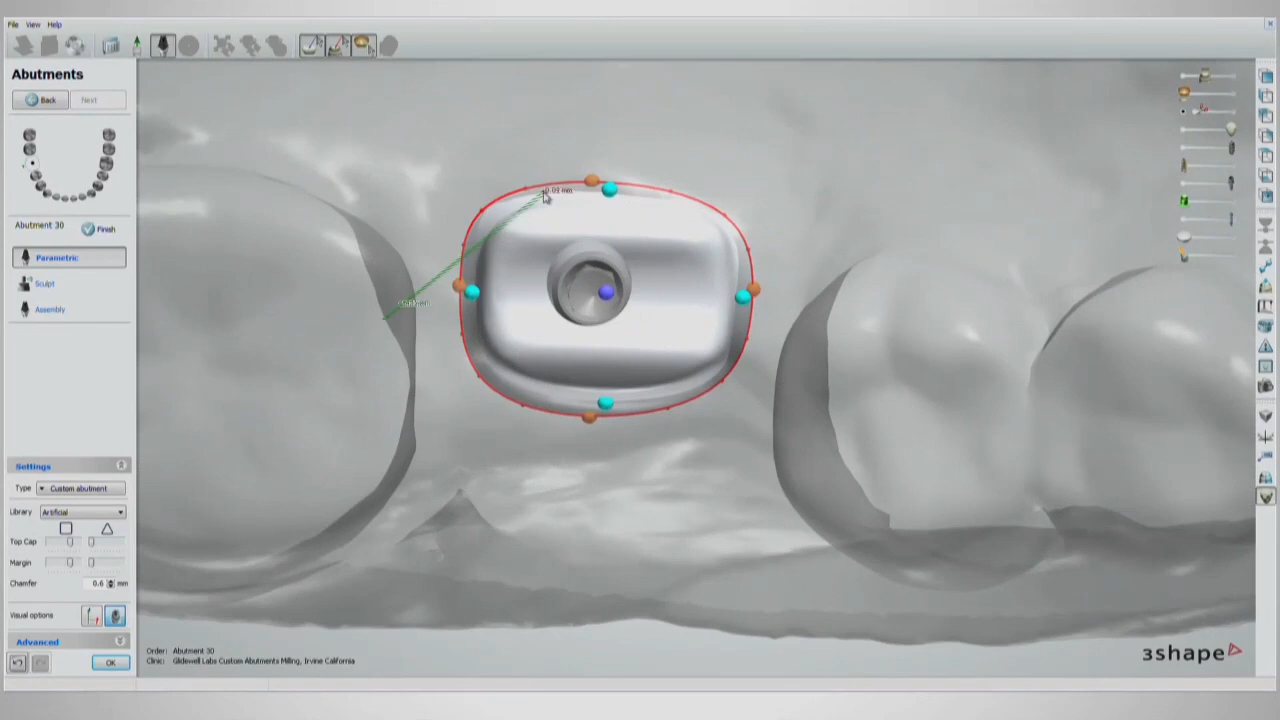 File View Help
Abutments
Back Next
Abutment 30 Finish
Parametric
Sculpt
Assembly
Settings
Type Custom abutment
Library Artificial
Top Cap
Margin
Chamfer 0.6 mm
Visual options
Advanced
OK
Order: Abutment 30
Clinic: Glidewell Labs Custom Abutments Milling, Irvine California
3shape